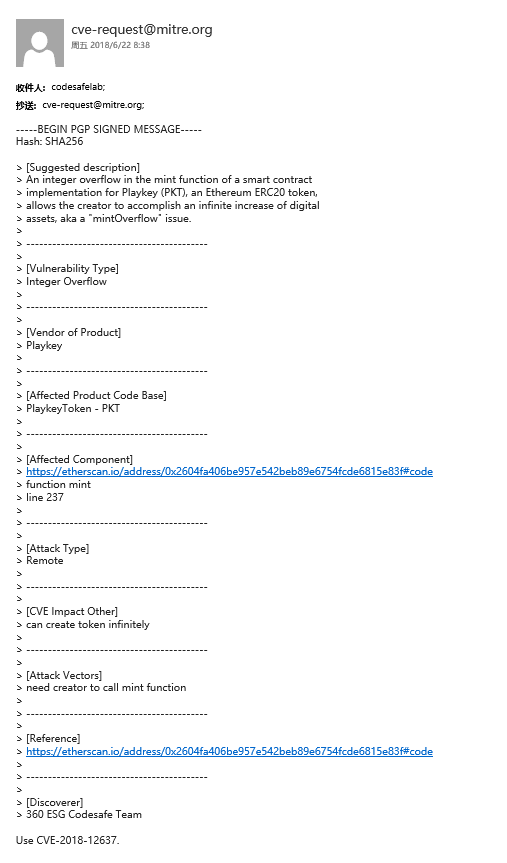 cve-request@mitre.org
周五 2018/6/22 8:38
收件人: codesafelab;
抄送: cve-request@mitre.org;
-----BEGIN PGP SIGNED MESSAGE-----
Hash: SHA256
> [Suggested description]
> An integer overflow in the mint function of a smart contract
> implementation for Playkey (PKT), an Ethereum ERC20 token,
> allows the creator to accomplish an infinite increase of digital
> assets, aka a "mintOverflow" issue.
>
> ------------------------------------------
>
> [Vulnerability Type]
> Integer Overflow
>
> ------------------------------------------
>
> [Vendor of Product]
> Playkey
>
> ------------------------------------------
>
> [Affected Product Code Base]
> PlaykeyToken - PKT
>
> ------------------------------------------
>
> [Affected Component]
> https://etherscan.io/address/0x2604fa406be957e542beb89e6754fcde6815e83f#code
> function mint
> line 237
>
> ------------------------------------------
>
> [Attack Type]
> Remote
>
> ------------------------------------------
>
> [CVE Impact Other]
> can create token infinitely
>
> ------------------------------------------
>
> [Attack Vectors]
> need creator to call mint function
>
> ------------------------------------------
>
> [Reference]
> https://etherscan.io/address/0x2604fa406be957e542beb89e6754fcde6815e83f#code
>
> ------------------------------------------
>
> [Discoverer]
> 360 ESG Codesafe Team
Use CVE-2018-12637.